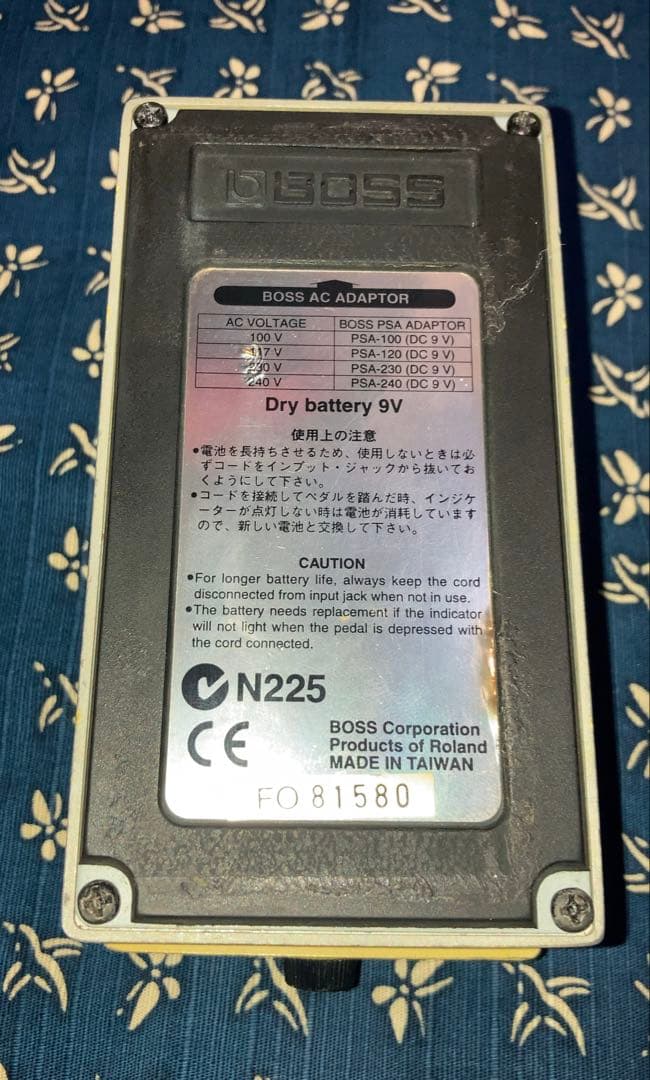 BOSS
BOSS AC ADAPTOR
AC VOLTAGE BOSS PSA ADAPTOR
100 V PSA-100 (DC 9 V)
117 V PSA-120 (DC 9 V)
230 V PSA-230 (DC 9 V)
240 V PSA-240 (DC 9 V)
Dry battery 9V
使用上の注意
●電池を長持ちさせるため、使用しないときは必
ずコードをインプット・ジャックから抜いてお
くようにして下さい。
●コードを接続してペダルを踏んだ時、インジケ
ーターが点灯しない時は電池が消耗しています
ので、新しい電池と交換して下さい。
CAUTION
●For longer battery life, always keep the cord
disconnected from input jack when not in use.
●The battery needs replacement if the indicator
will not light when the pedal is depressed with
the cord connected.
N225
CE
BOSS Corporation
Products of Roland
MADE IN TAIWAN
FO 81580